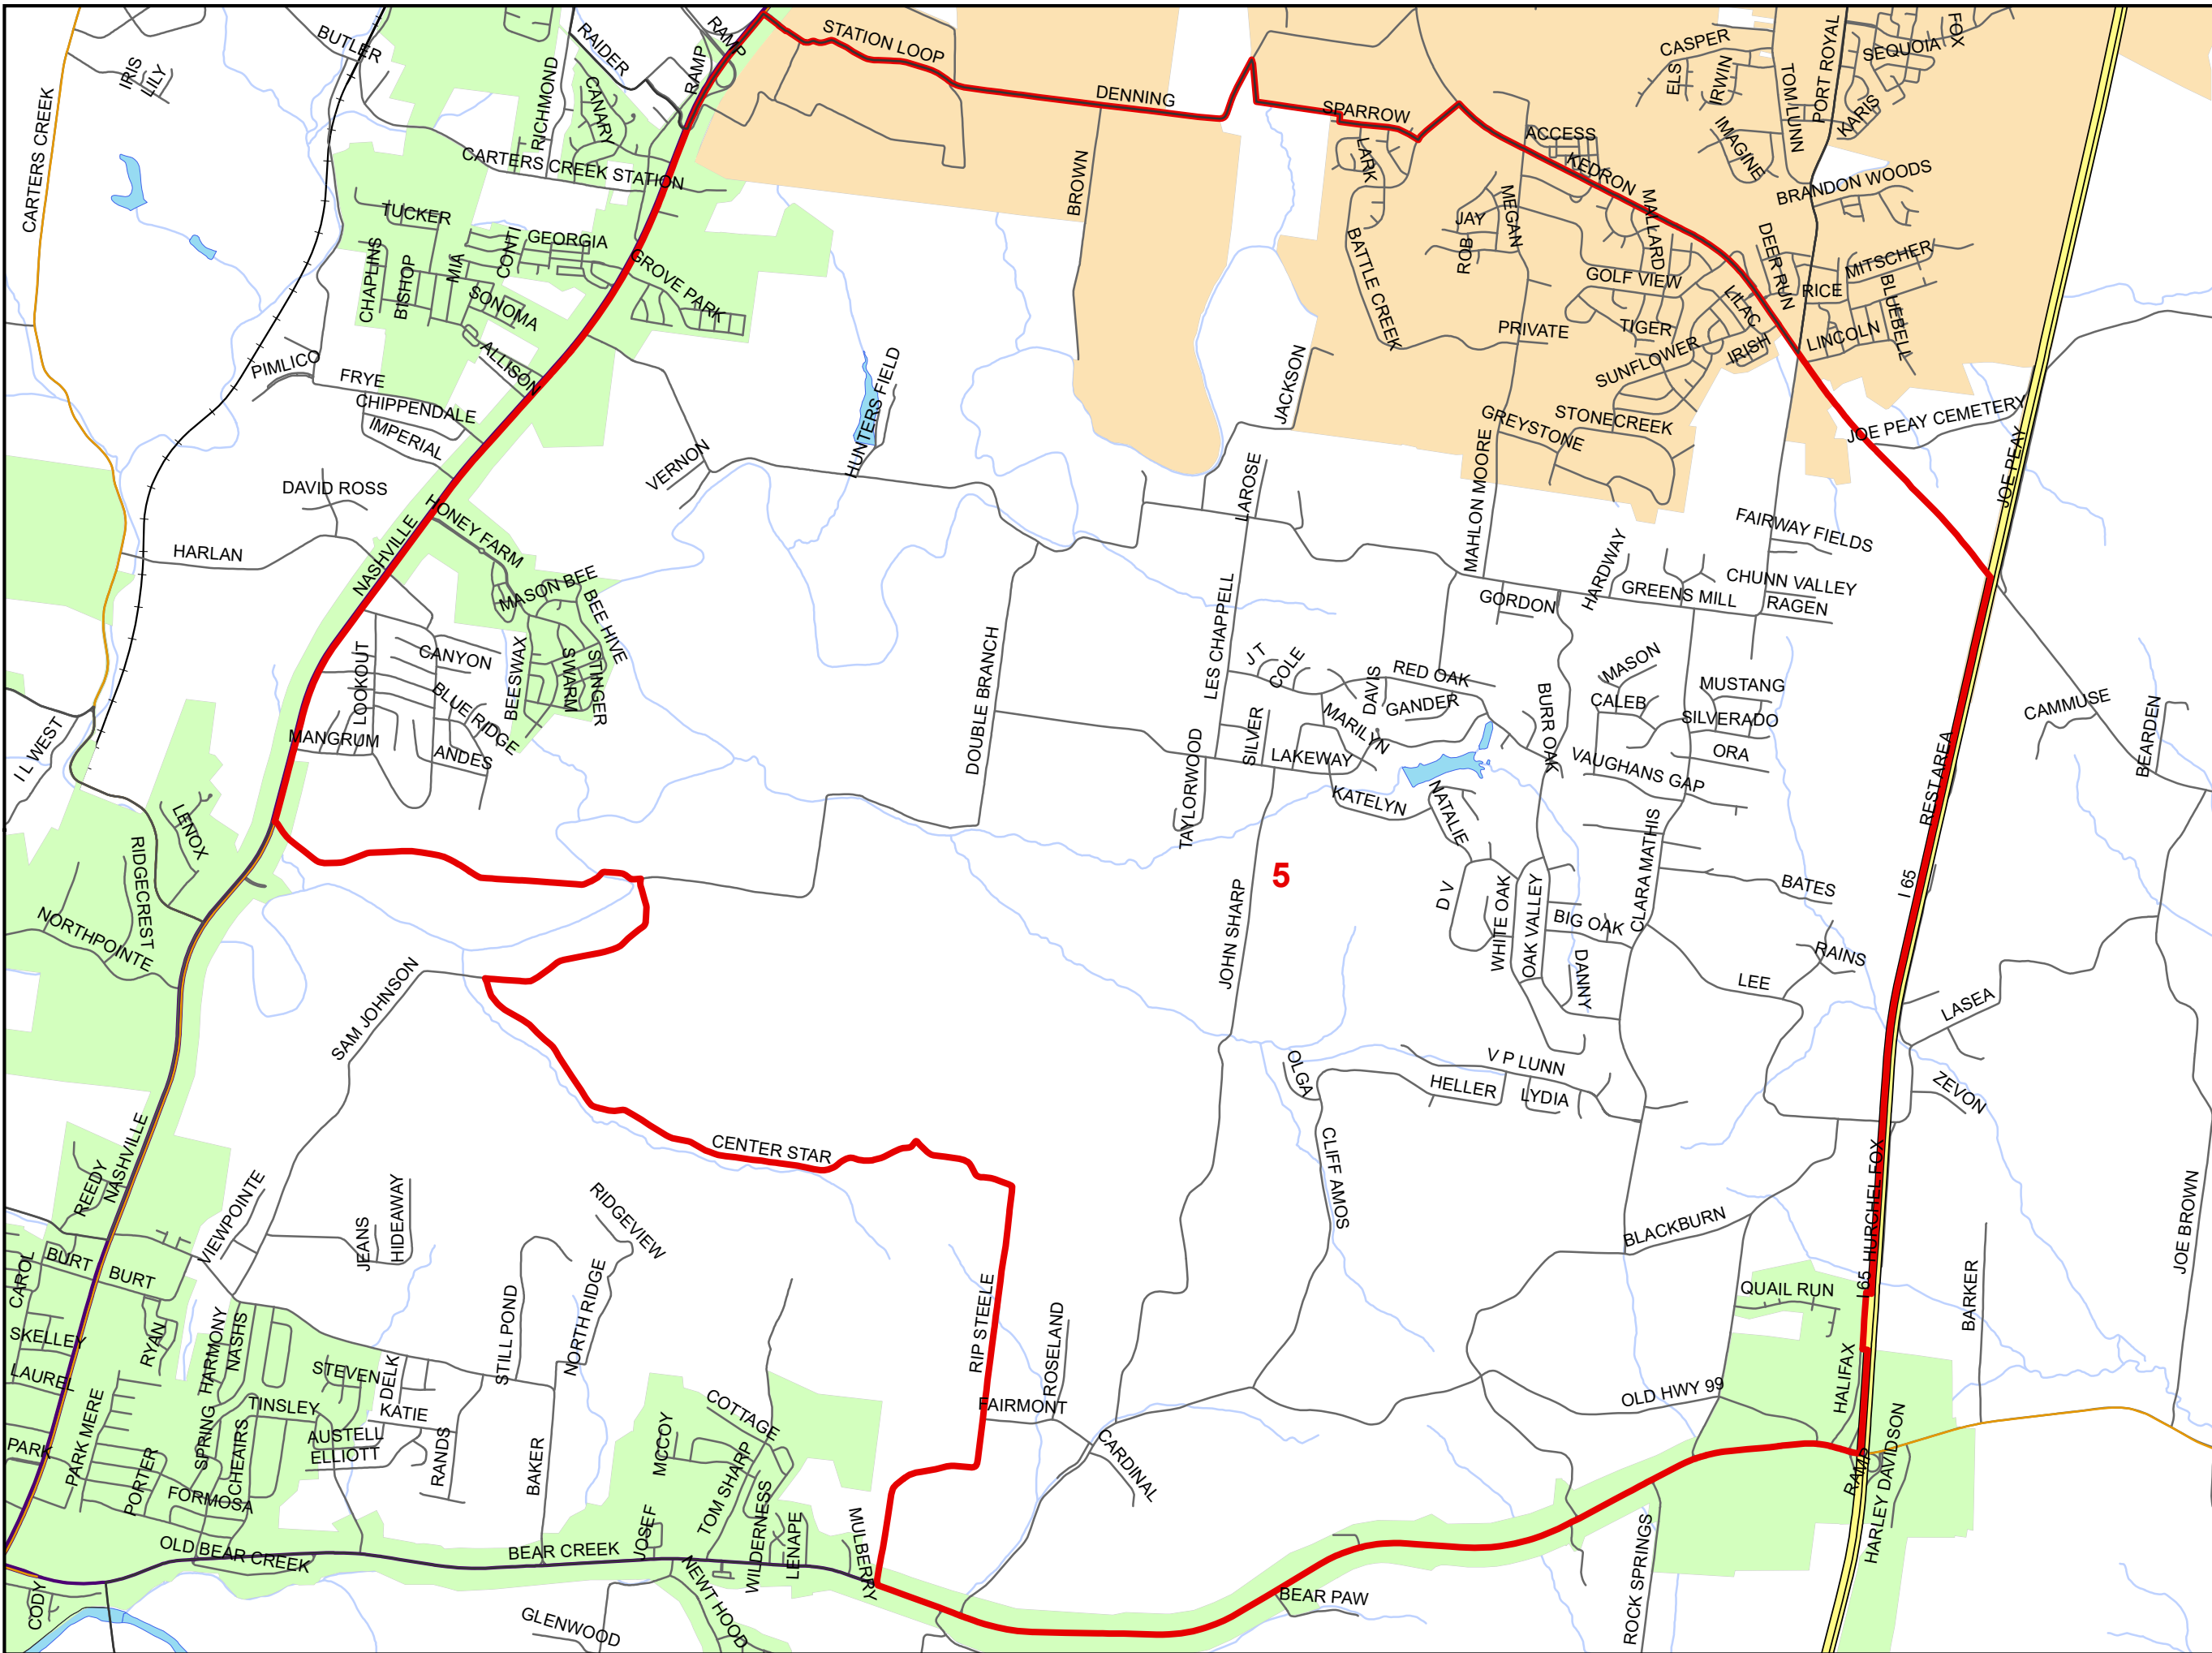 BUTLER
IRIS
LILY
RAIDER
RAMP
RAMP
STATION LOOP
RICHMOND
CANARY
CARTERS CREEK
CARTERS CREEK STATION
DENNING
SPARROW
BROWN
LARK
ACCESS
KEDRON
CASPER
ELS
IRWIN
IMAGINE
TOM LUNN
PORT ROYAL
SEQUOIA
FOX
KARIS
BRANDON WOODS
TUCKER
GEORGIA
CONTI
CHAPLINS
BISHOP
MIA
SONOMA
GROVE PARK
ALLISON
JAY
ROB
MEGAN
MALLARD
BATTLE CREEK
GOLF VIEW
DEER RUN
MITSCHER
RICE
BLUEBELL
LILAC
PRIVATE
TIGER
IRISH
LINCOLN
SUNFLOWER
PIMLICO
FRYE
CHIPPENDALE
IMPERIAL
HUNTERS FIELD
JACKSON
GREYSTONE
STONECREEK
JOE PEAY CEMETERY
JOE PEAY
VERNON
DAVID ROSS
LAROSE
MAHLON MOORE
HONEY FARM
NASHVILLE
HARLAN
FAIRWAY FIELDS
HARDWAY
MASON BEE
BEE HIVE
GORDON
GREENS MILL
CHUNN VALLEY
RAGEN
LES CHAPPELL
DOUBLE BRANCH
CANYON
LOOKOUT
BEESWAX
SWARM
STINGER
BLUE RIDGE
J T
COLE
DAVIS
RED OAK
GANDER
MASON
CALEB
MUSTANG
SILVERADO
ORA
BURR OAK
MARILYN
SILVER
LAKEWAY
TAYLORWOOD
VAUGHANS GAP
CAMMUSE
BEARDEN
I L WEST
MANGRUM
ANDES
REST AREA
KATELYN
NATALIE
LENOX
RIDGECREST
NORTHPOINTE
5
I 65
CLARA MATHIS
BATES
D V
WHITE OAK
OAK VALLEY
BIG OAK
DANNY
JOHN SHARP
RAINS
LEE
LASEA
SAM JOHNSON
V P LUNN
OLGA
HELLER
LYDIA
ZEVON
CENTER STAR
NASHVILLE
REEDY
CLIFF AMOS
HURCHEL FOX
I 65
JOE BROWN
VIEWPOINTE
JEANS
HIDEAWAY
RIDGEVIEW
BLACKBURN
BURT
BURT
CAROL
QUAIL RUN
BARKER
SKELLEY
RYAN
HARMONY
NASHS
STILL POND
NORTH RIDGE
RIP STEELE
ROSELAND
FAIRMONT
LAUREL
STEVEN
DELK
HALIFAX
OLD HWY 99
PARK
PARK MERE
SPRING
TINSLEY
CHEAIRS
KATIE
AUSTELL
ELLIOTT
RANDS
BAKER
COTTAGE
MCCOY
TOM SHARP
CARDINAL
RAMP
HARLEY DAVIDSON
PORTER
FORMOSA
WILDERNESS
LENAPE
MULBERRY
JOSEF
OLD BEAR CREEK
BEAR CREEK
NEWT HOOD
ROCK SPRINGS
BEAR PAW
CODY
GLENWOOD